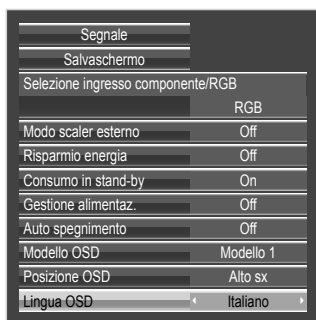 Segnale
Salvaschermo
Selezione ingresso componente/RGB
RGB
Modo scaler esterno Off
Risparmio energia Off
Consumo in stand-by On
Gestione alimentaz. Off
Auto spegnimento Off
Modello OSD Modello 1
Posizione OSD Alto sx
Lingua OSD Italiano